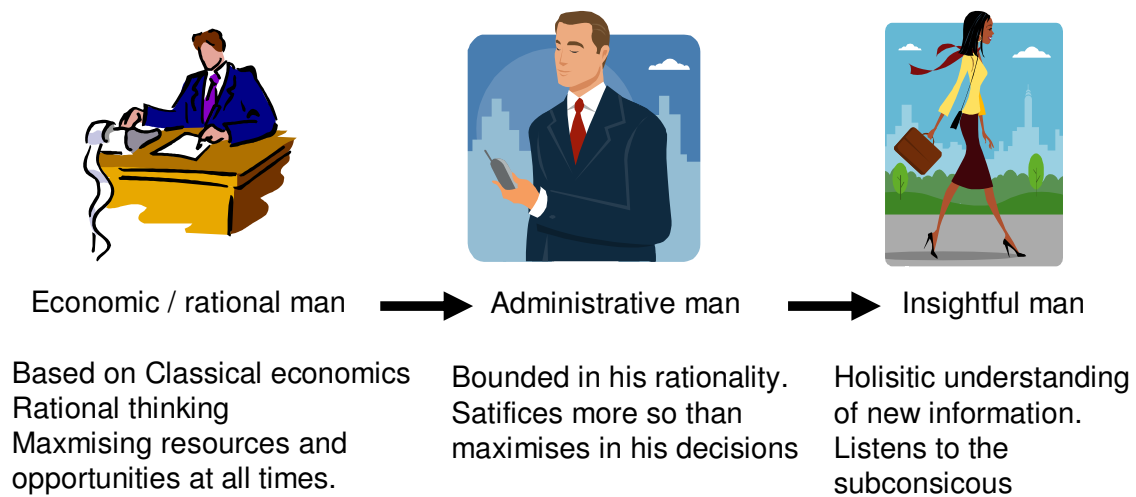 Economic / rational man
Administrative man
Insightful man
Based on Classical economics
Rational thinking
Maxmising resources and
opportunities at all times.
Bounded in his rationality.
Satifices more so than
maximises in his decisions
Holisitic understanding
of new information.
Listens to the
subconsicous